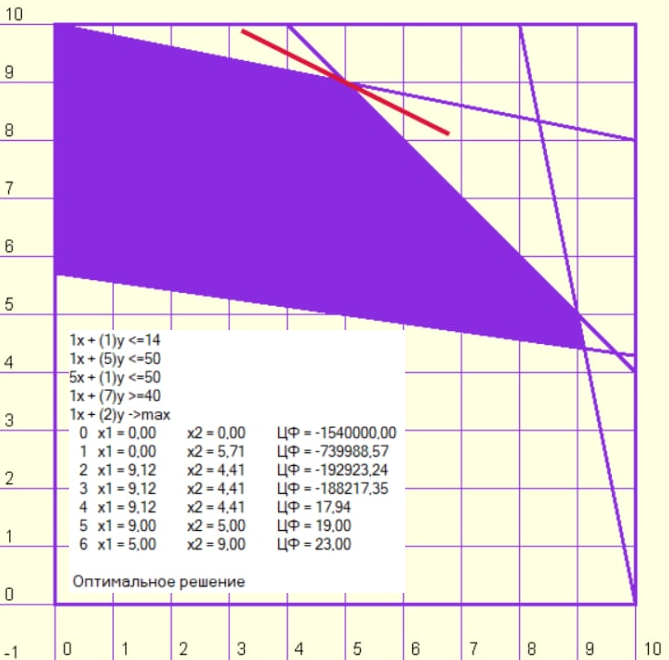 10
9
8
7
6
5
4
3
2
1
0
-1
1x + (1)y <=14
1x + (5)y <=50
5x + (1)y <=50
1x + (7)y >=40
1x + (2)y ->max
0 x1 = 0,00 x2 = 0,00 ЦФ = -1540000,00
1 x1 = 0,00 x2 = 5,71 ЦФ = -739988,57
2 x1 = 9,12 x2 = 4,41 ЦФ = -192923,24
3 x1 = 9,12 x2 = 4,41 ЦФ = -188217,35
4 x1 = 9,12 x2 = 4,41 ЦФ = 17,94
5 x1 = 9,00 x2 = 5,00 ЦФ = 19,00
6 x1 = 5,00 x2 = 9,00 ЦФ = 23,00
Оптимальное решение
0 1 2 3 4 5 6 7 8 9 10